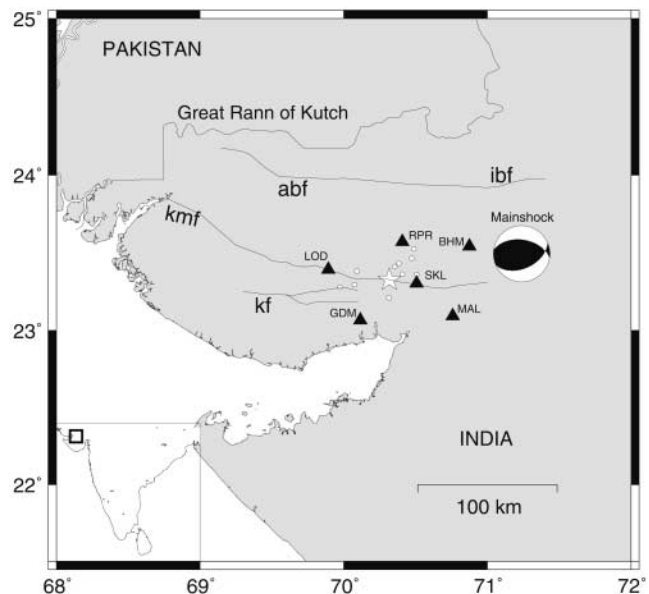 25
PAKISTAN
Great Rann of Kutch
24
abf
ibf
kmf
Mainshock
RPR
BHM
LOD
SKL
kf
GDM
MAL
23
INDIA
22
100 km
68
69
70
71
72